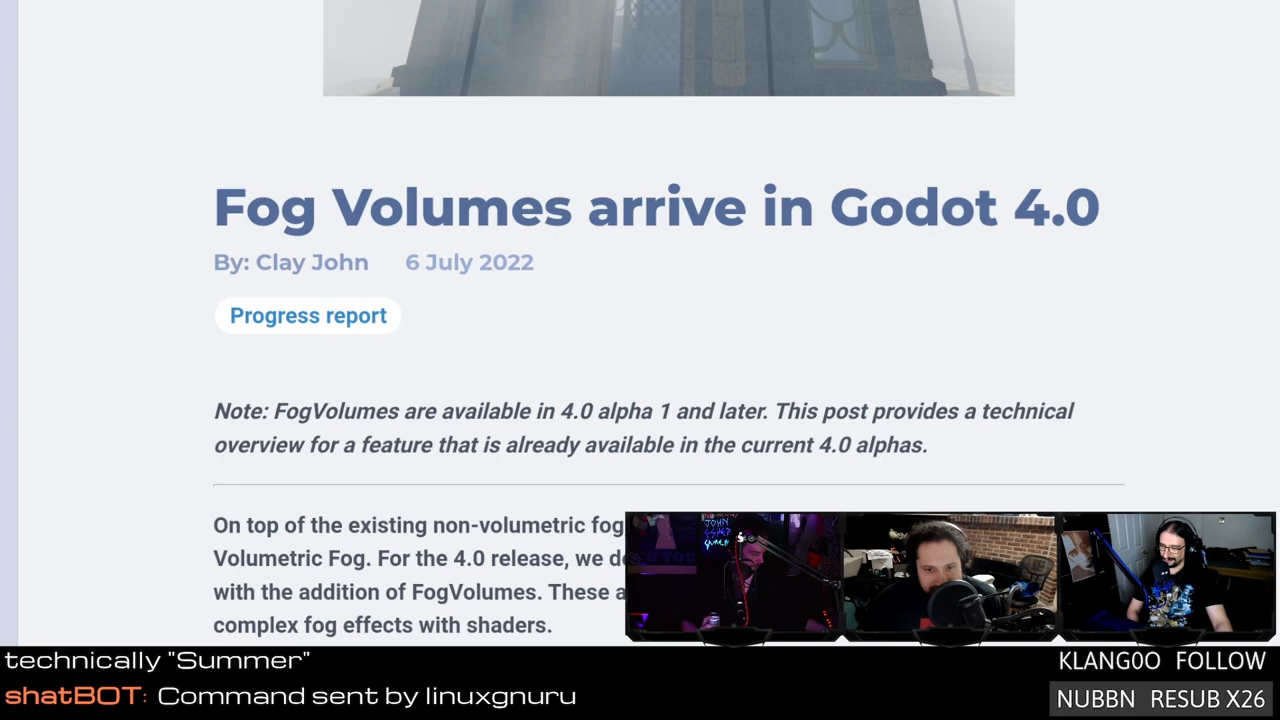 Fog Volumes arrive in Godot 4.0
By: Clay John 6 July 2022
Progress report
Note: FogVolumes are available in 4.0 alpha 1 and later. This post provides a technical
overview for a feature that is already available in the current 4.0 alphas.
On top of the existing non-volumetric fog
Volumetric Fog. For the 4.0 release, we
with the addition of FogVolumes. These
complex fog effects with shaders.
JOHN
technically "Summer"
shatBOT: Command sent by linuxgnuru
KLANG0O FOLLOW
NUBBN RESUB X26